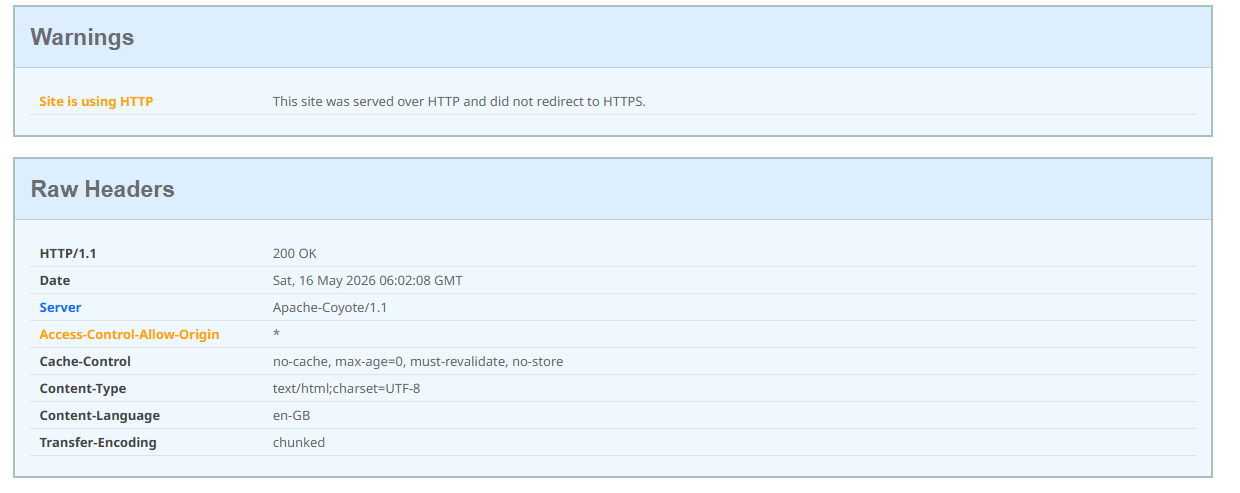 Warnings
Site is using HTTP This site was served over HTTP and did not redirect to HTTPS.
Raw Headers
HTTP/1.1 200 OK
Date Sat, 16 May 2026 06:02:08 GMT
Server Apache-Coyote/1.1
Access-Control-Allow-Origin *
Cache-Control no-cache, max-age=0, must-revalidate, no-store
Content-Type text/html;charset=UTF-8
Content-Language en-GB
Transfer-Encoding chunked